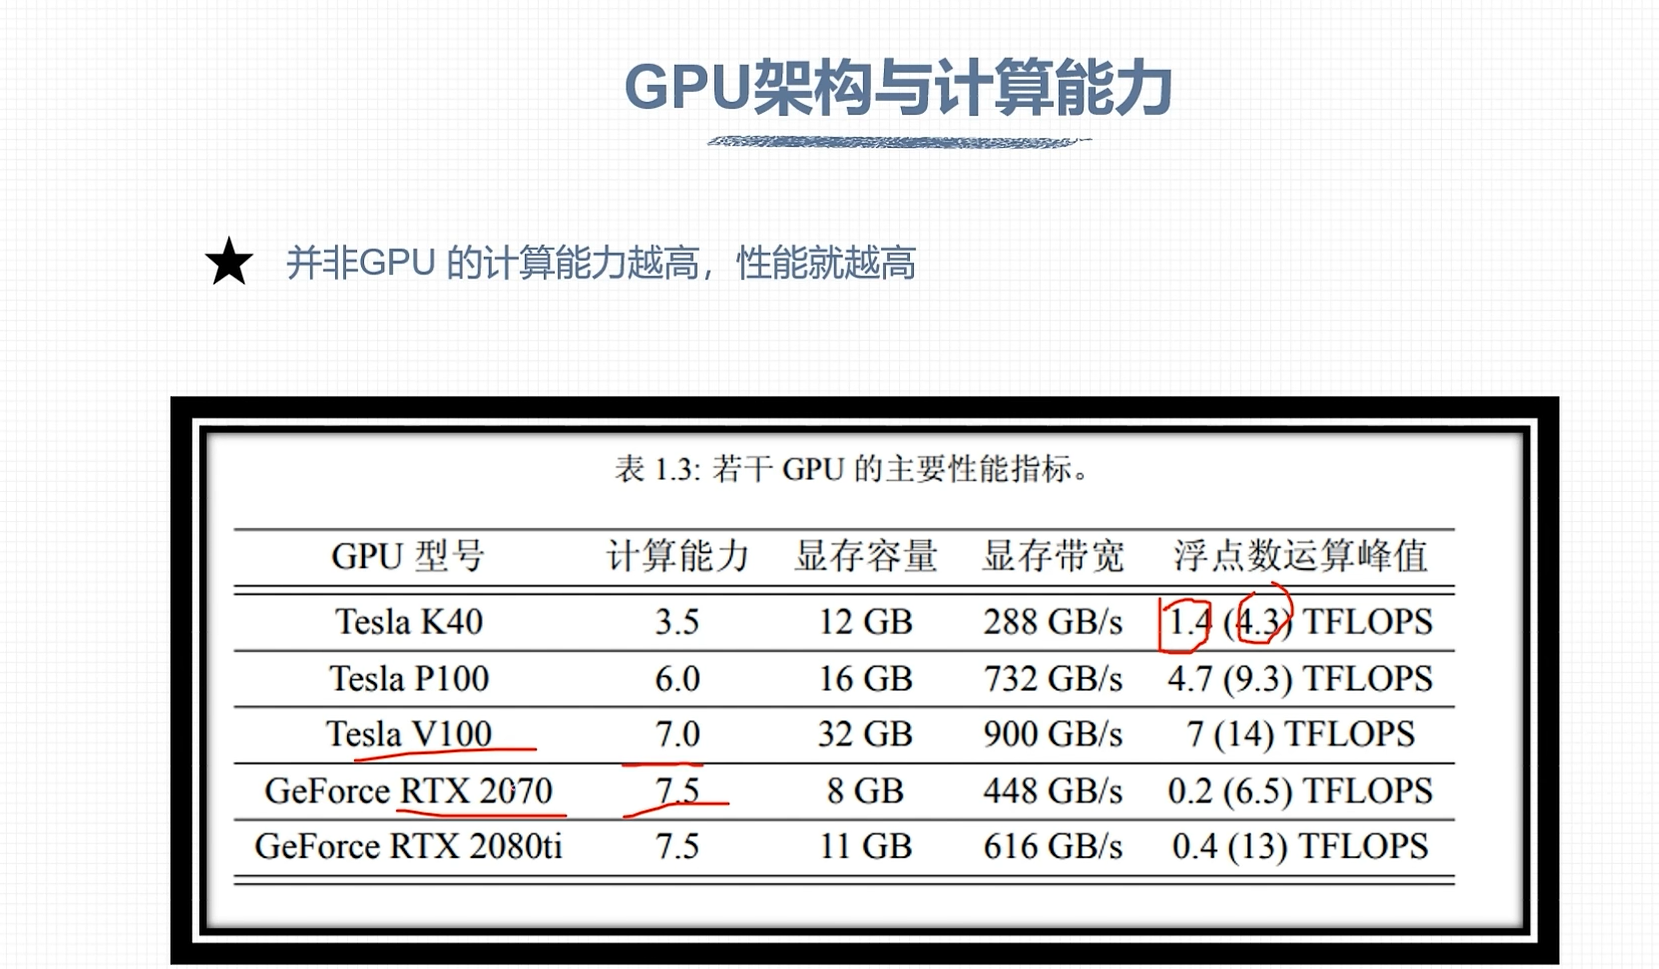 GPU架构与计算能力
并非GPU 的计算能力越高，性能就越高
表 1.3: 若干 GPU 的主要性能指标。
GPU 型号 计算能力 显存容量 显存带宽 浮点数运算峰值
Tesla K40 3.5 12 GB 288 GB/s 1.4 (4.3) TFLOPS
Tesla P100 6.0 16 GB 732 GB/s 4.7 (9.3) TFLOPS
Tesla V100 7.0 32 GB 900 GB/s 7 (14) TFLOPS
GeForce RTX 2070 7.5 8 GB 448 GB/s 0.2 (6.5) TFLOPS
GeForce RTX 2080ti 7.5 11 GB 616 GB/s 0.4 (13) TFLOPS